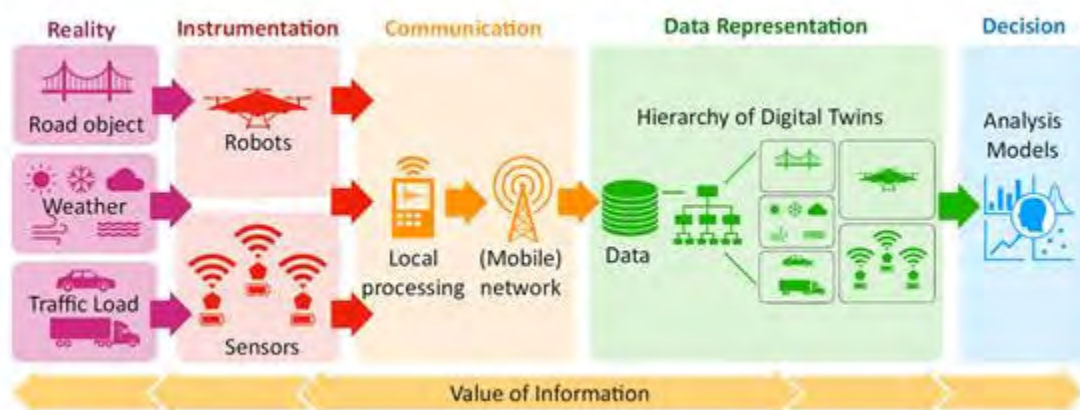 Reality
Instrumentation
Communication
Data Representation
Decision
Road object
Weather
Traffic Load
Robots
Sensors
Local
processing
(Mobile)
network
Hierarchy of Digital Twins
Data
Analysis
Models
Value of Information